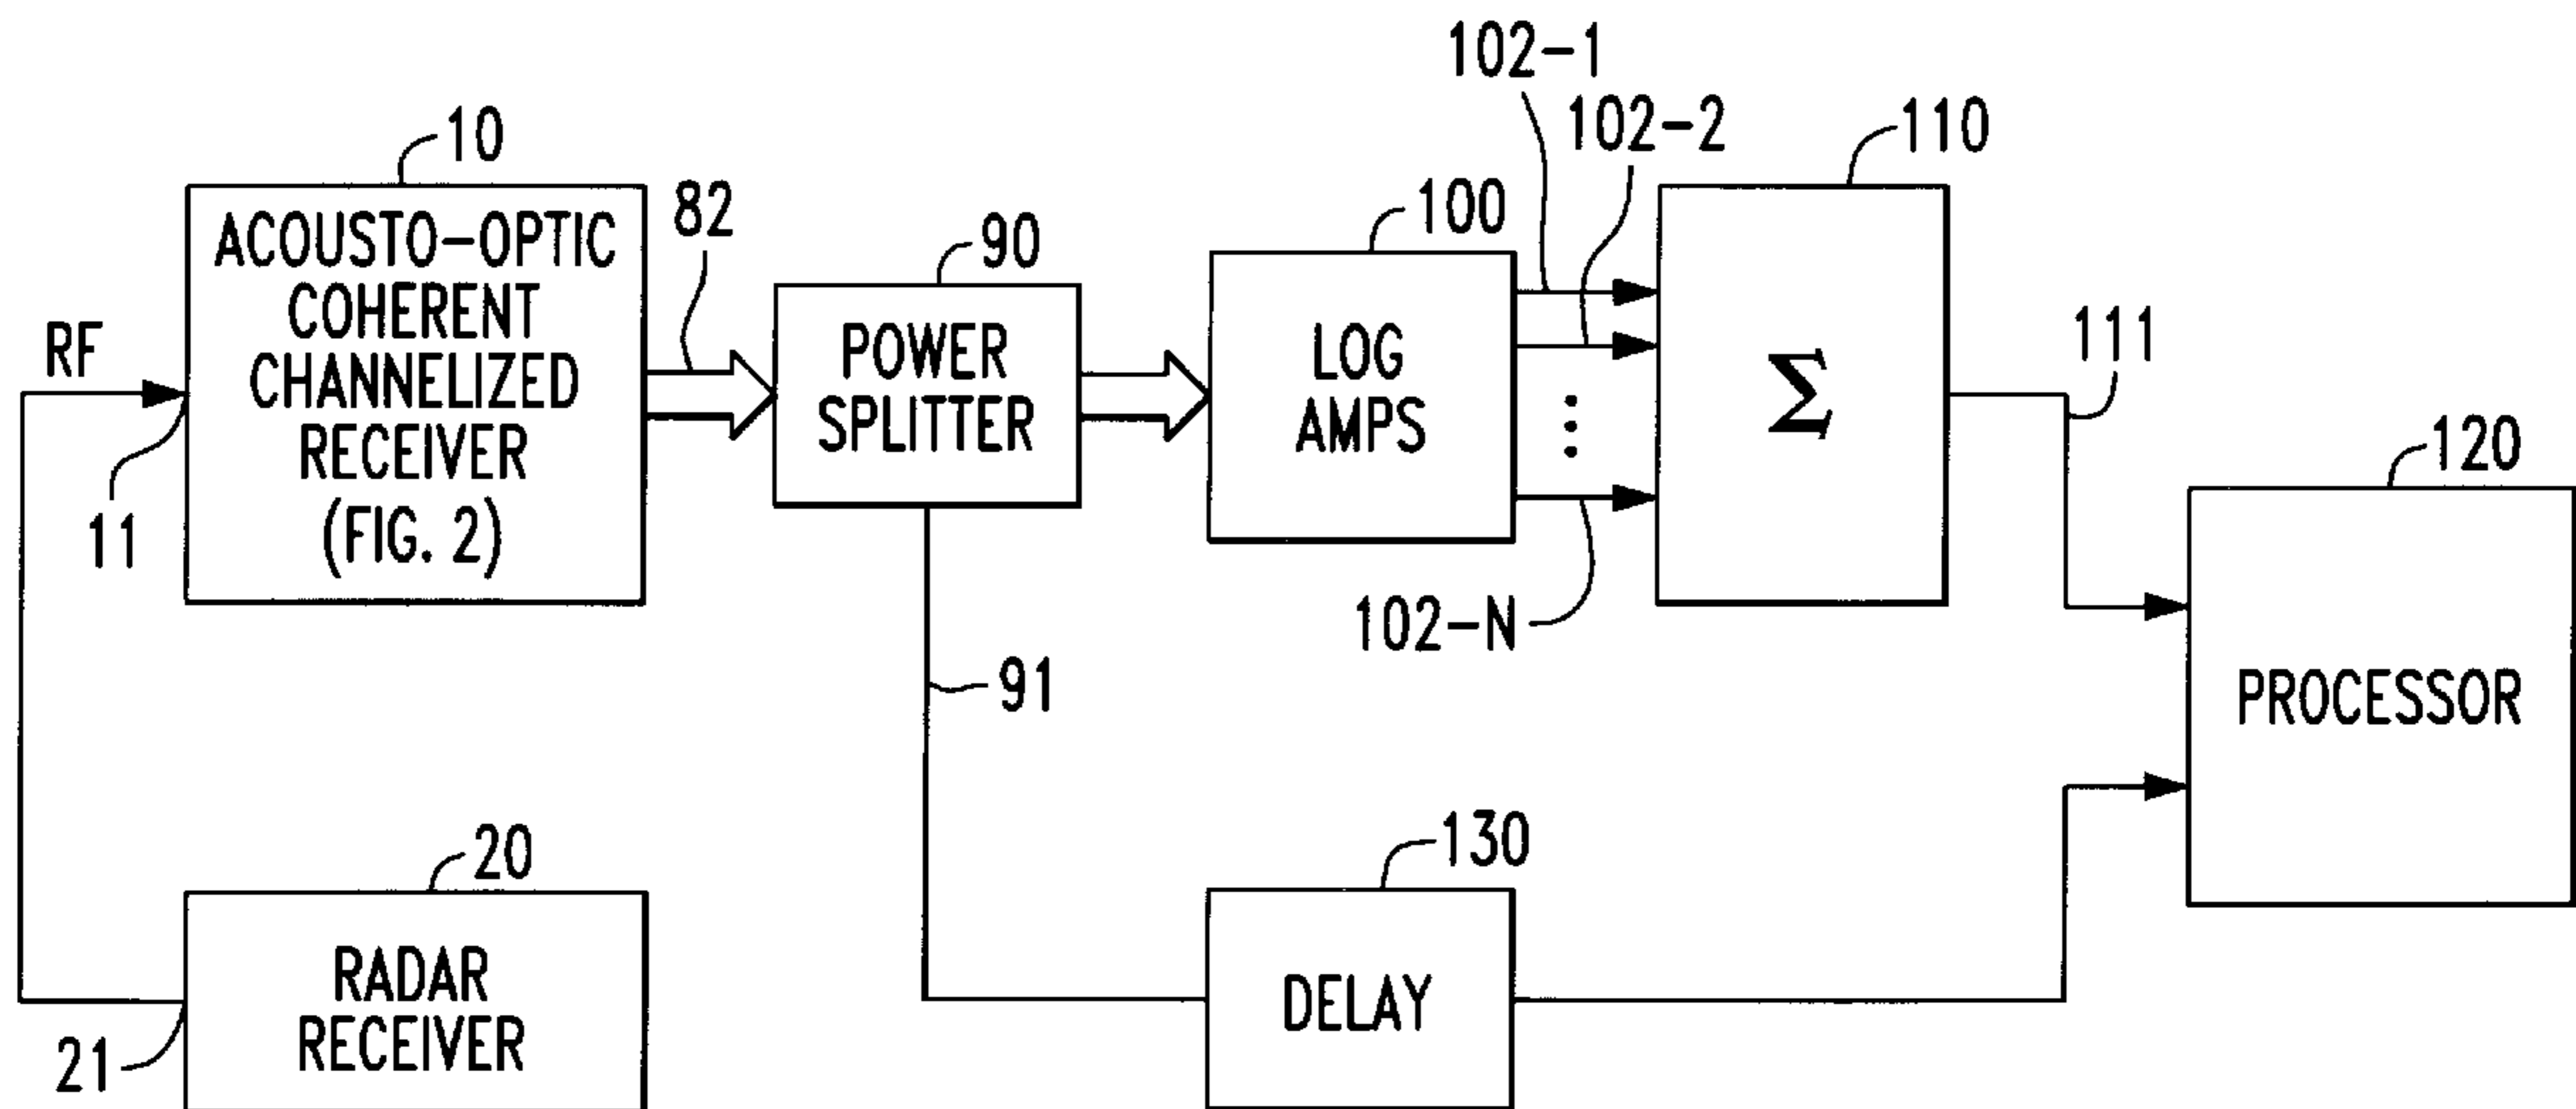 102-1
102-2
10
110
82
100
90
ACOUSTO-OPTIC
COHERENT
CHANNELIZED
RECEIVER
(FIG. 2)
RF
11
POWER
SPLITTER
LOG
AMPS
Σ
111
120
102-N
91
PROCESSOR
20
130
RADAR
RECEIVER
21
DELAY